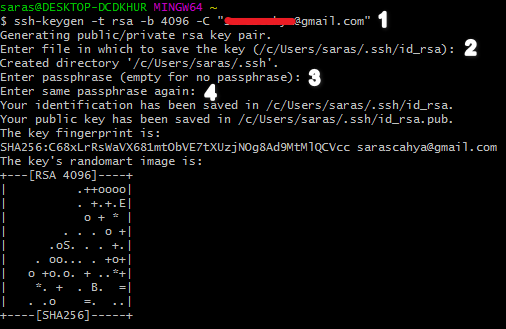 saras@DESKTOP-DCDKHUR MINGW64 ~
$ ssh-keygen -t rsa -b 4096 -C "@gmail.com" 1
Generating public/private rsa key pair.
Enter file in which to save the key (/c/Users/saras/.ssh/id_rsa): 2
Created directory '/c/Users/saras/.ssh'.
Enter passphrase (empty for no passphrase): 3
Enter same passphrase again: 4
Your identification has been saved in /c/Users/saras/.ssh/id_rsa.
Your public key has been saved in /c/Users/saras/.ssh/id_rsa.pub.
The key fingerprint is:
SHA256:C68xLrRsWaVX681mtObVE7tXUzjNOg8Ad9MtMlQCVcc sarascahya@gmail.com
The key's randomart image is:
+---[RSA 4096]----+
|          .++oooo|
|          . +.+.E|
|           o + * |
|        . . . o +|
|      .oS. . . +.|
|    . oo... . +o+|
|   o +o.o. + ..*+|
|    *. +  . B.  =|
|   . .o    =.  ..|
+----[SHA256]-----+